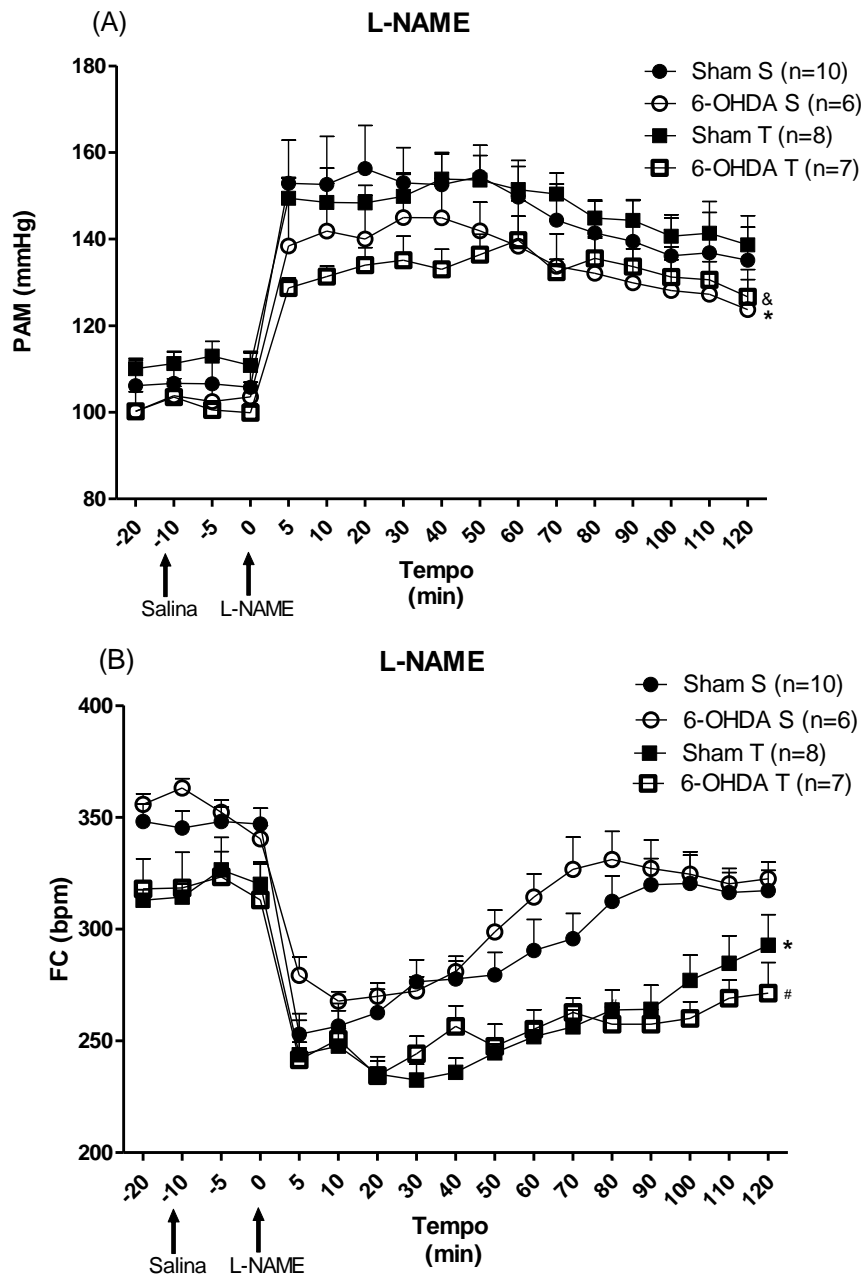 (A)
L-NAME
Sham S (n=10)
6-OHDA S (n=6)
Sham T (n=8)
6-OHDA T (n=7)
PAM (mmHg)
180
160
140
120
100
80
&
*
-20 -10 -5 0 5 10 20 30 40 50 60 70 80 90 100 110 120
Tempo
(min)
Salina L-NAME
(B)
L-NAME
Sham S (n=10)
6-OHDA S (n=6)
Sham T (n=8)
6-OHDA T (n=7)
FC (bpm)
400
350
300
250
200
*
#
-20 -10 -5 0 5 10 20 30 40 50 60 70 80 90 100 110 120
Tempo
(min)
Salina L-NAME